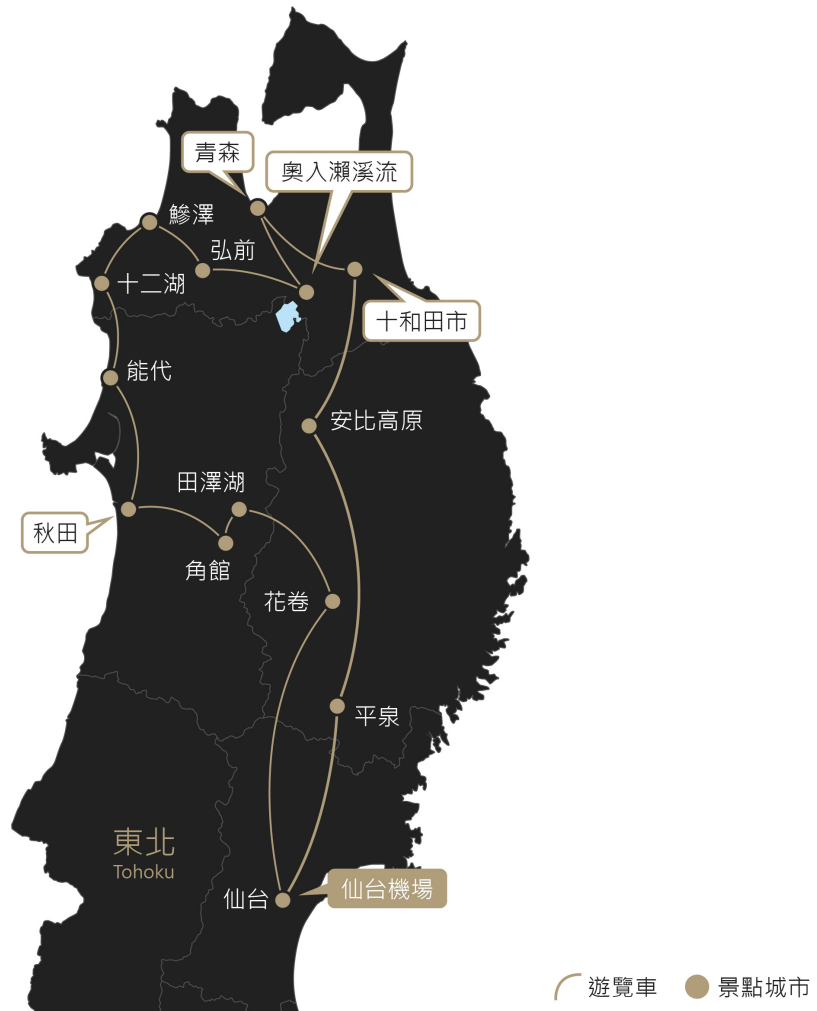 青森
奧入瀨溪流
鰺澤
弘前
十二湖
十和田市
能代
安比高原
田澤湖
秋田
角館
花卷
平泉
東北
Tohoku
仙台
仙台機場
遊覽車
景點城市